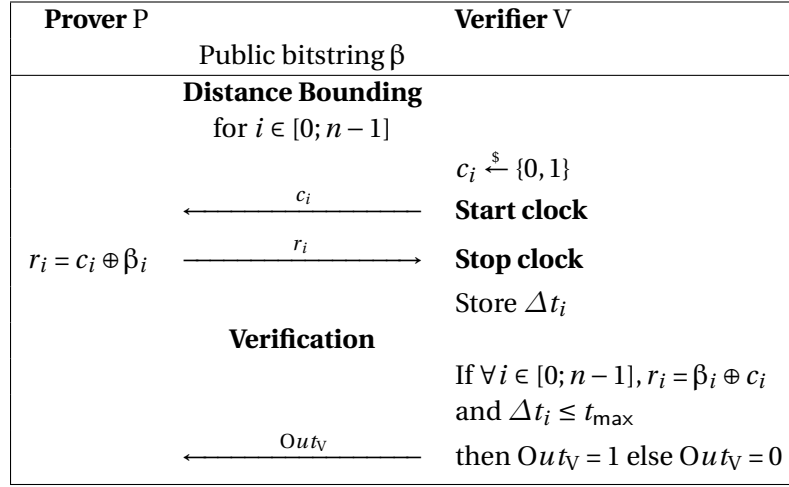 Prover P Verifier V
Public bitstring β
Distance Bounding
for i ∈ [0; n − 1]
c_i ←$ {0, 1}
c_i Start clock
r_i = c_i ⊕ β_i r_i Stop clock
Store Δt_i
Verification
If ∀i ∈ [0; n − 1], r_i = β_i ⊕ c_i
and Δt_i ≤ t_max
Out_V then Out_V = 1 else Out_V = 0